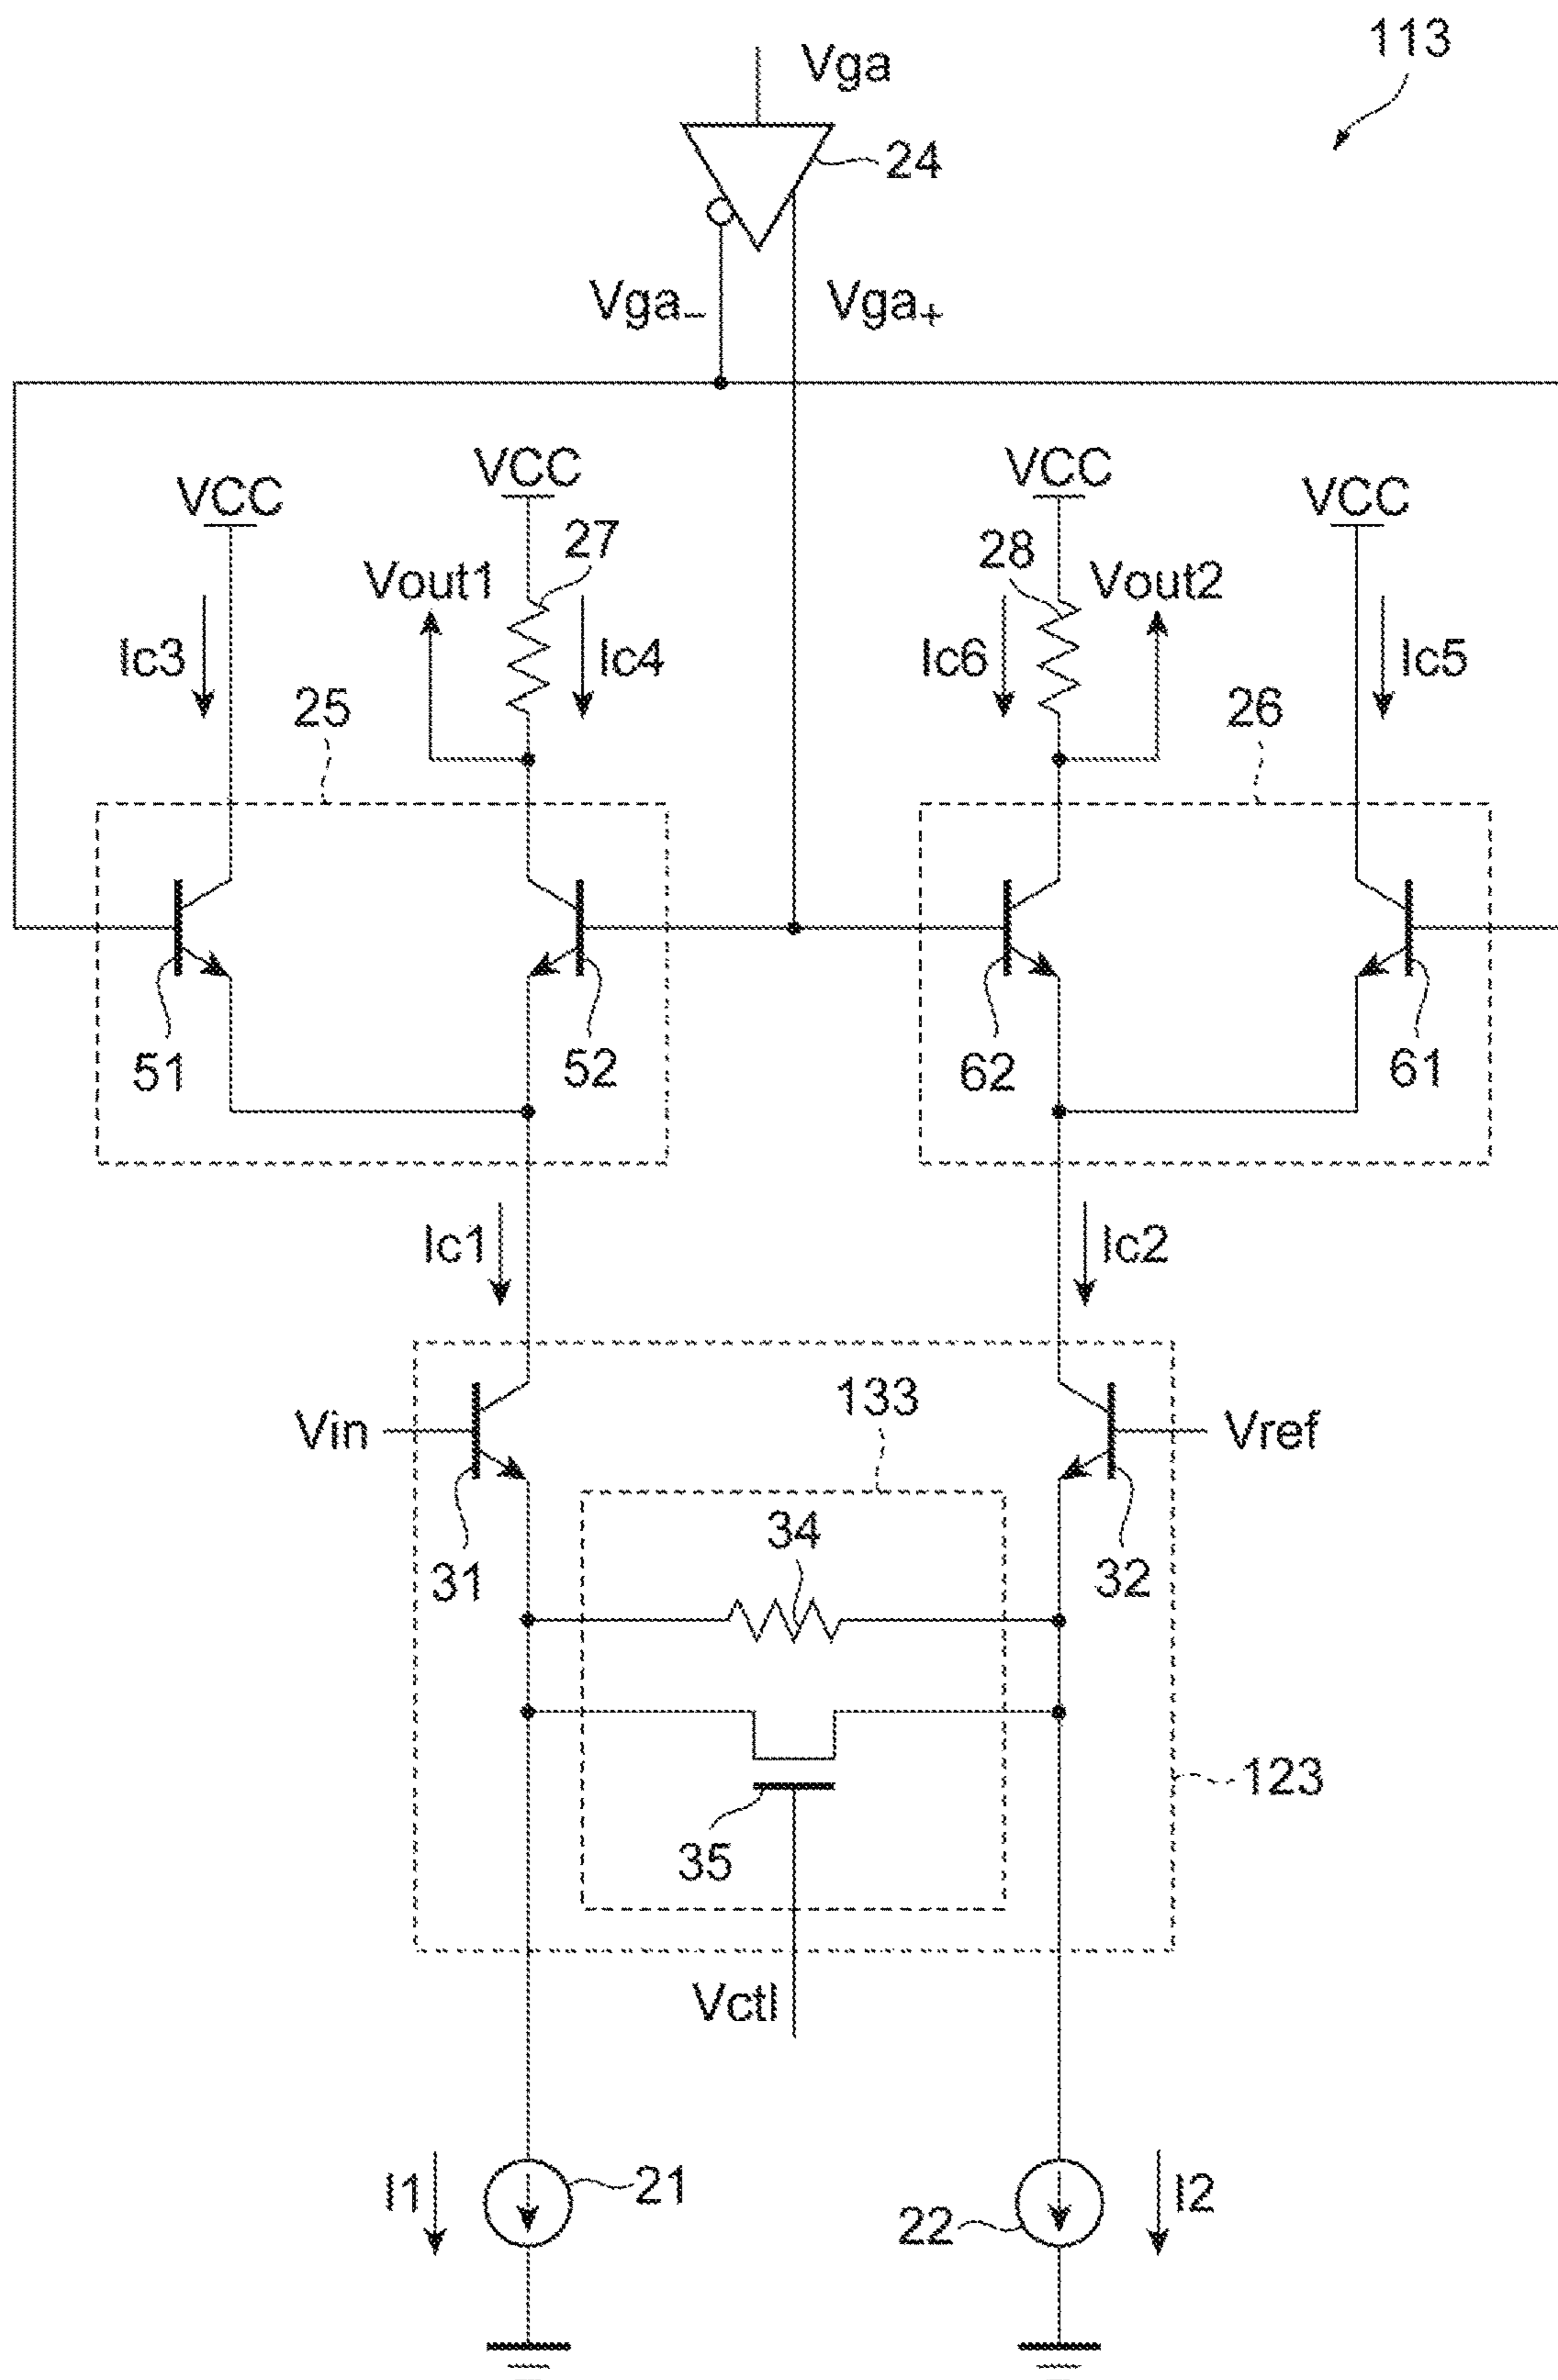 113
Vga
24
Vga-
Vga+
VCC
VCC
VCC
VCC
27
28
Vout1
Vout2
Ic3
Ic4
Ic6
Ic5
25
26
51
52
62
61
Ic1
Ic2
133
Vin
Vref
34
31
32
123
35
Vctl
I1
21
22
I2